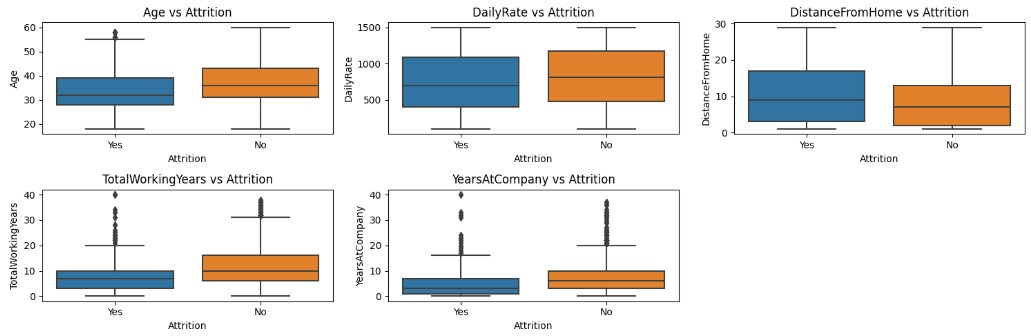 Age vs Attrition
60
50
40
30
20
Age
Yes
No
Attrition
DailyRate vs Attrition
1500
1000
500
DailyRate
Yes
No
Attrition
DistanceFromHome vs Attrition
30
20
10
0
DistanceFromHome
Yes
No
Attrition
TotalWorkingYears vs Attrition
40
30
20
10
0
TotalWorkingYears
Yes
No
Attrition
YearsAtCompany vs Attrition
40
30
20
10
0
YearsAtCompany
Yes
No
Attrition